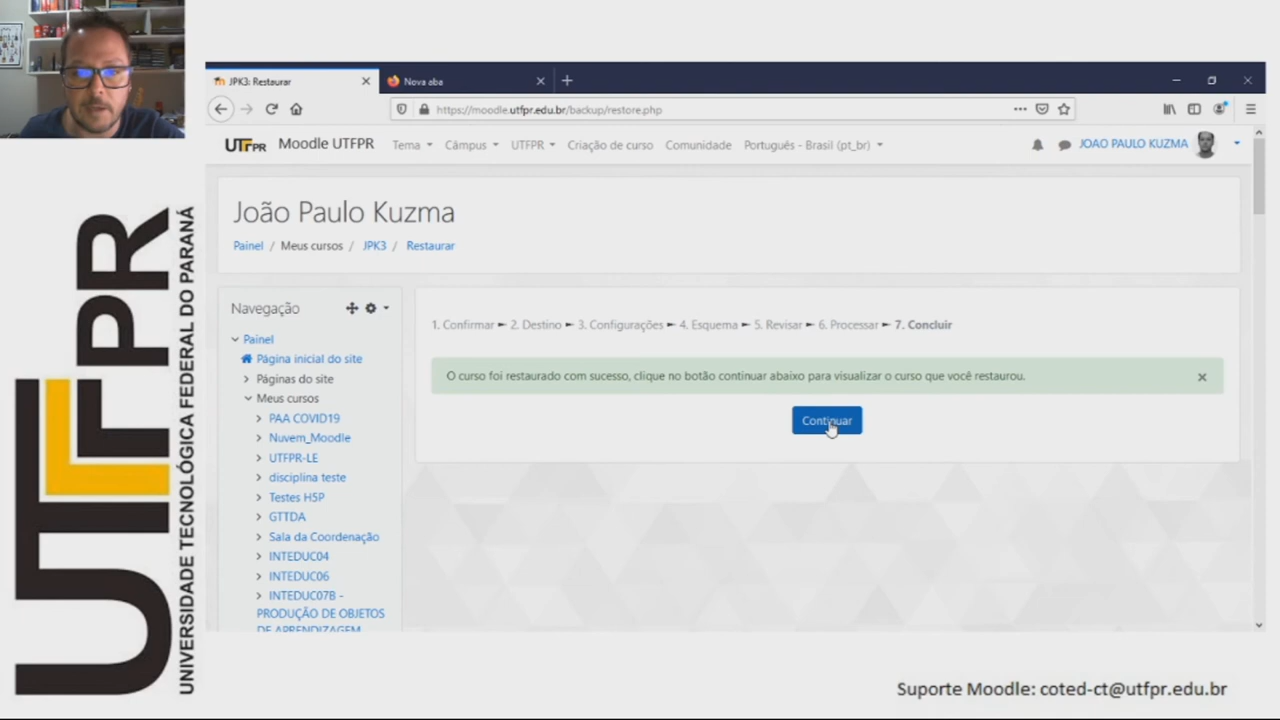 JPK3: Restaurar
Nova aba
https://moodle.utfpr.edu.br/backup/restore.php
UTFPR
Moodle UTFPR
Tema
Câmpus
UTFPR
Criação de curso
Comunidade
Português - Brasil (pt_br)
JOAO PAULO KUZMA
João Paulo Kuzma
Painel / Meus cursos / JPK3 / Restaurar
Navegação
Painel
Página inicial do site
Páginas do site
Meus cursos
PAA COVID19
Nuvem_Moodle
UTFPR-LE
disciplina teste
Testes H5P
GTTDA
Sala da Coordenação
INTEDUC04
INTEDUC06
INTEDUC07B -
PRODUÇÃO DE OBJETOS
DE APRENDIZAGEM
1. Confirmar ► 2. Destino ► 3. Configurações ► 4. Esquema ► 5. Revisar ► 6. Processar ► 7. Concluir
O curso foi restaurado com sucesso, clique no botão continuar abaixo para visualizar o curso que você restaurou.
Continuar
UTFPR
UNIVERSIDADE TECNOLÓGICA FEDERAL DO PARANÁ
Suporte Moodle: coted-ct@utfpr.edu.br